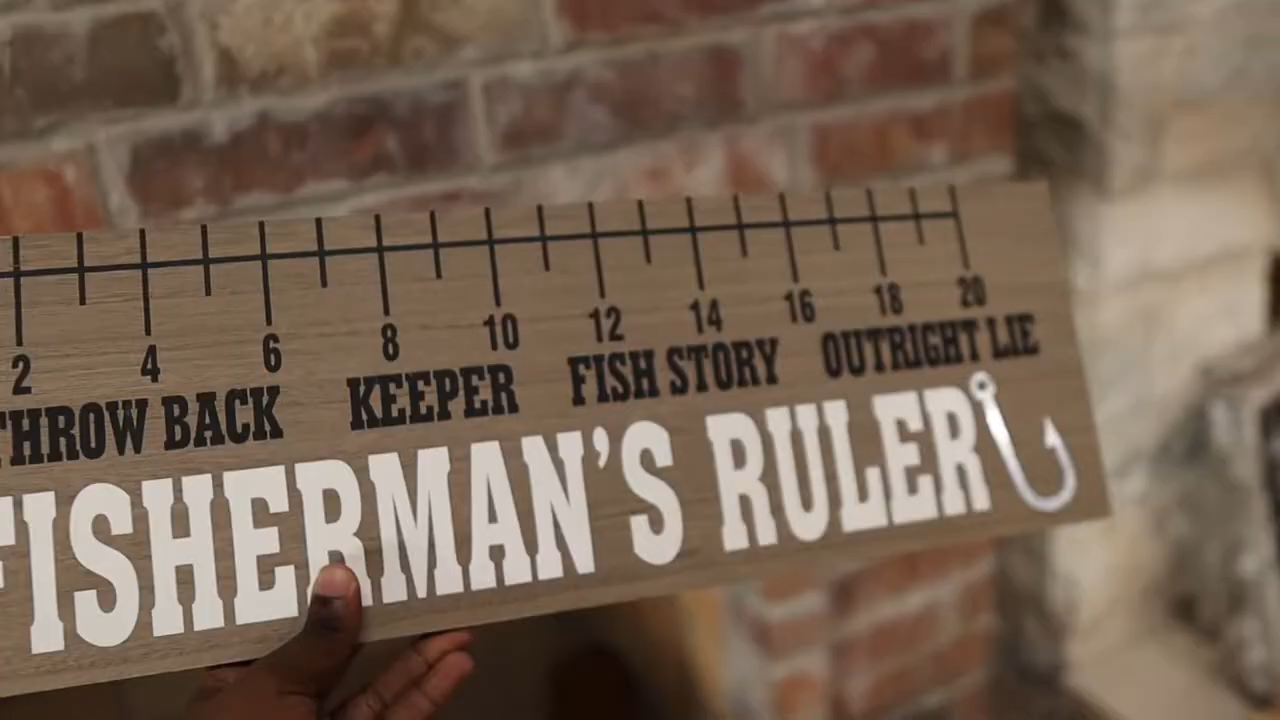 2 4 6 8 10 12 14 16 18 20
THROW BACK KEEPER FISH STORY OUTRIGHT LIE
FISHERMAN'S RULER